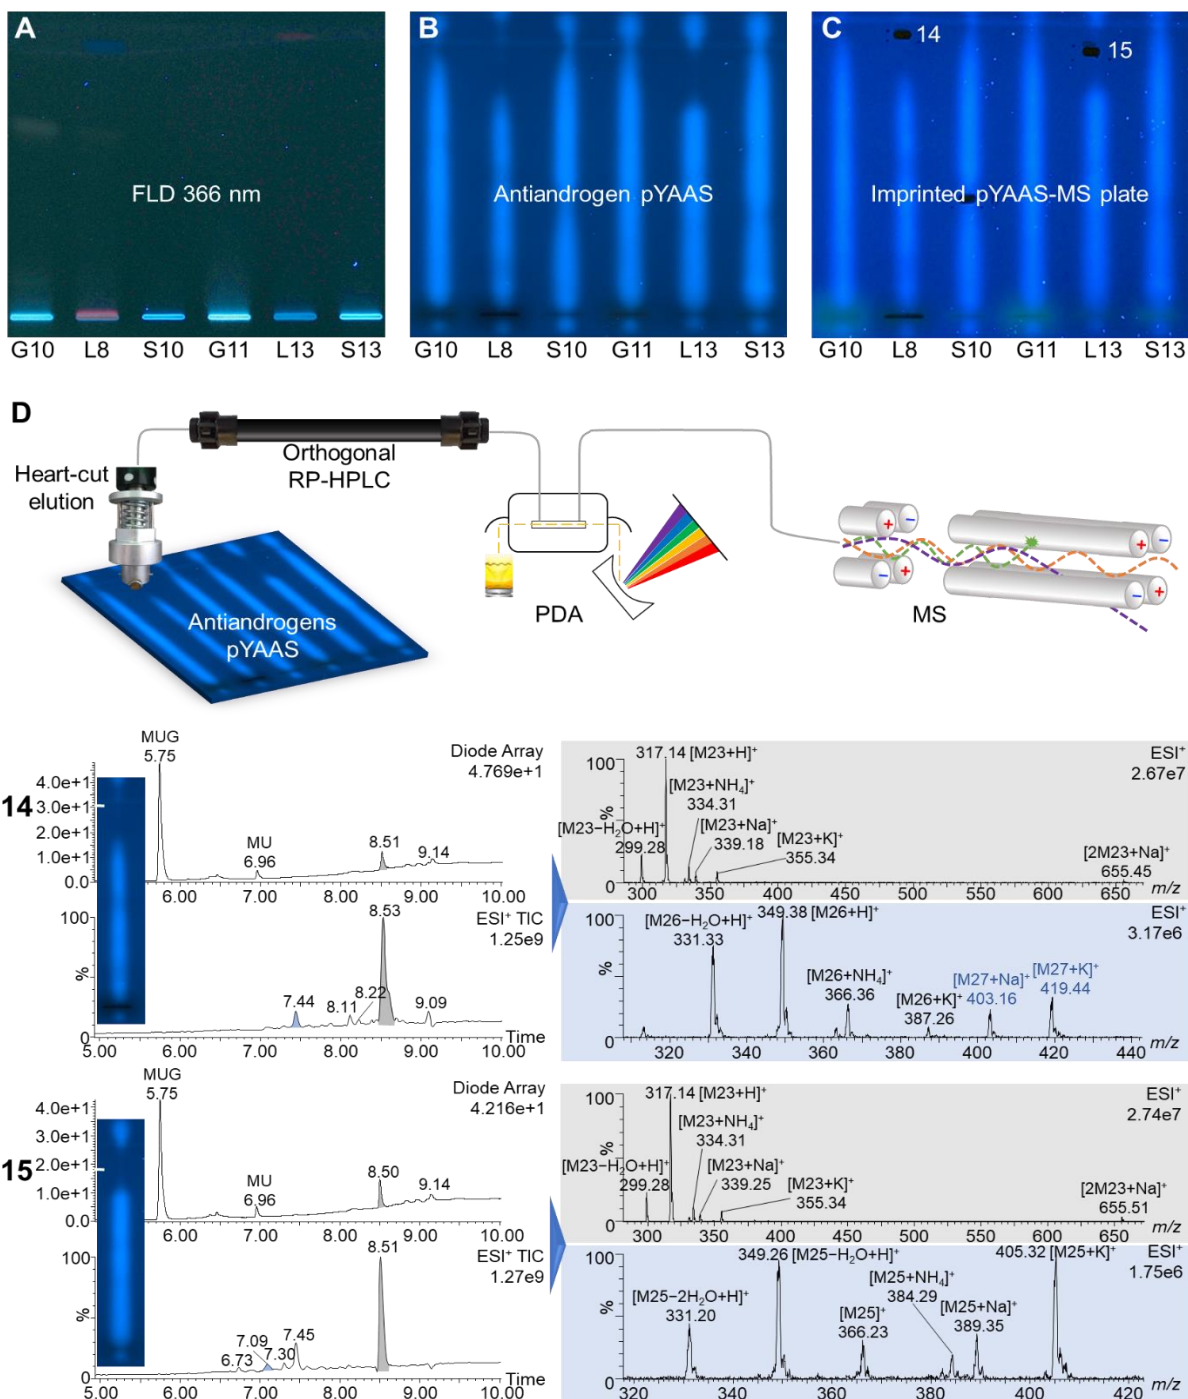 A
FLD 366 nm
G10 L8 S10 G11 L13 S13
B
Antiandrogen pYAAS
G10 L8 S10 G11 L13 S13
C
14
15
Imprinted pYAAS-MS plate
G10 L8 S10 G11 L13 S13
D
Heart-cut
elution
Orthogonal
RP-HPLC
Antiandrogens
pYAAS
PDA
+ −
− +
+ −
− +
MS
14
MUG
5.75
Diode Array
4.769e+1
4.0e+1
3.0e+1
2.0e+1
1.0e+1
0.0
MU
6.96
8.51
9.14
6.00 7.00 8.00 9.00 10.00
ESI⁺ TIC
1.25e9
100
%
0
7.44
8.11
8.22
8.53
9.09
5.00 6.00 7.00 8.00 9.00 10.00
Time
317.14 [M23+H]⁺
ESI⁺
2.67e7
100
%
0
[M23+NH₄]⁺
334.31
[M23−H₂O+H]⁺
299.28
[M23+Na]⁺
339.18
[M23+K]⁺
355.34
[2M23+Na]⁺
655.45
300 350 400 450 500 550 600 650 m/z
349.38 [M26+H]⁺
ESI⁺
3.17e6
100
%
0
[M26−H₂O+H]⁺
331.33
[M26+NH₄]⁺
366.36
[M26+K]⁺
387.26
[M27+Na]⁺
403.16
[M27+K]⁺
419.44
320 340 360 380 400 420 440 m/z
15
MUG
5.75
Diode Array
4.216e+1
4.0e+1
3.0e+1
2.0e+1
1.0e+1
0.0
MU
6.96
8.50
9.14
6.00 7.00 8.00 9.00 10.00
ESI⁺ TIC
1.27e9
100
%
0
6.73
7.09
7.30
7.45
8.51
5.00 6.00 7.00 8.00 9.00 10.00
Time
317.14 [M23+H]⁺
ESI⁺
2.74e7
100
%
0
[M23+NH₄]⁺
334.31
[M23−H₂O+H]⁺
299.28
[M23+Na]⁺
339.25
[M23+K]⁺
355.34
[2M23+Na]⁺
655.51
300 350 400 450 500 550 600 650 m/z
349.26 [M25−H₂O+H]⁺
405.32 [M25+K]⁺
ESI⁺
1.75e6
100
%
0
[M25−2H₂O+H]⁺
331.20
[M25]⁺
366.23
[M25+NH₄]⁺
384.29
[M25+Na]⁺
389.35
320 340 360 380 400 420 m/z